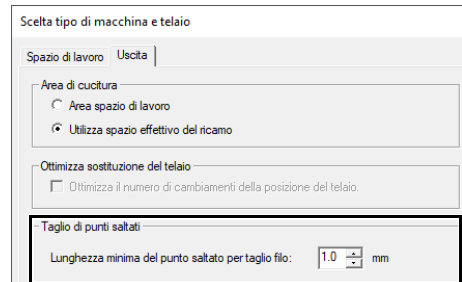 Scelta tipo di macchina e telaio
Spazio di lavoro Uscita
Area di cucitura
Area spazio di lavoro
Utilizza spazio effettivo del ricamo
Ottimizza sostituzione del telaio
Ottimizza il numero di cambiamenti della posizione del telaio.
Taglio di punti saltati
Lunghezza minima del punto saltato per taglio filo: 1.0 mm